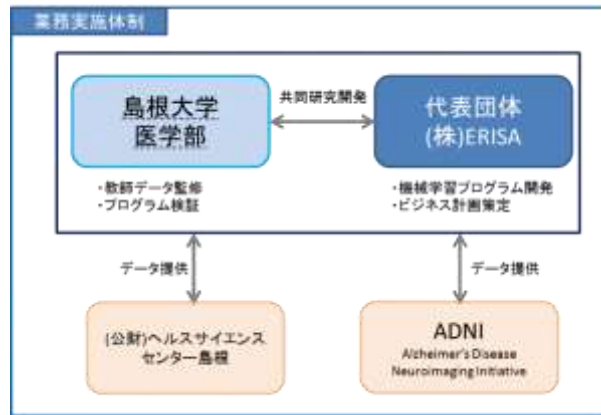 業務実施体制
島根大学
医学部
共同研究開発
代表団体
(株)ERISA
・教師データ監修
・プログラム検証
・機械学習プログラム開発
・ビジネス計画策定
データ提供
データ提供
(公財)ヘルスサイエンス
センター島根
ADNI
Alzheimer's Disease
Neuroimaging Initiative